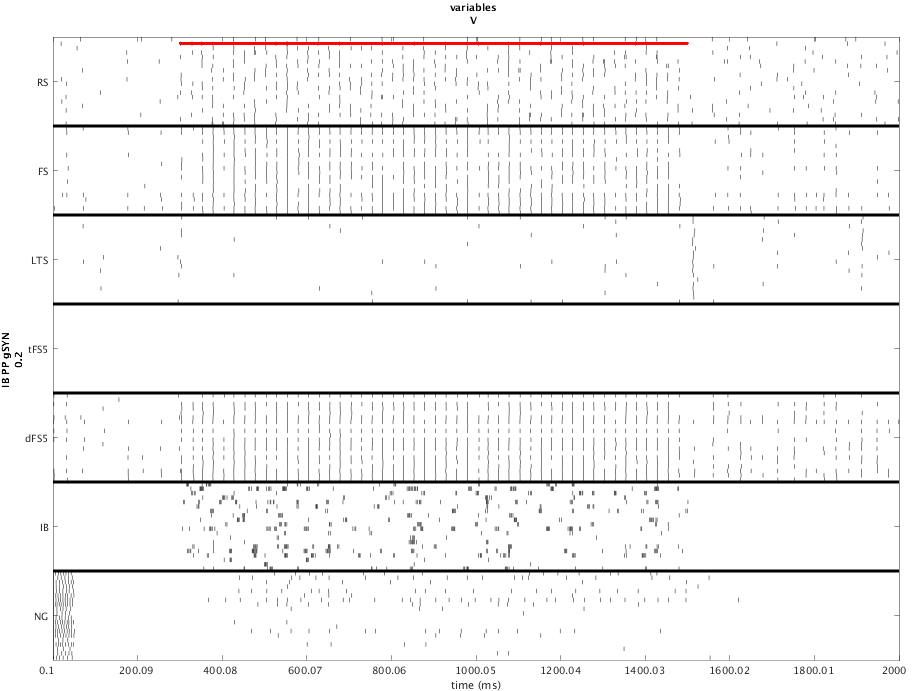 variables
V
RS
FS
LTS
tFS5
dFS5
IB
NG
IB PP gSYN
0.2
0.1 200.09 400.08 600.07 800.06 1000.05 1200.04 1400.03 1600.02 1800.01
time (ms)